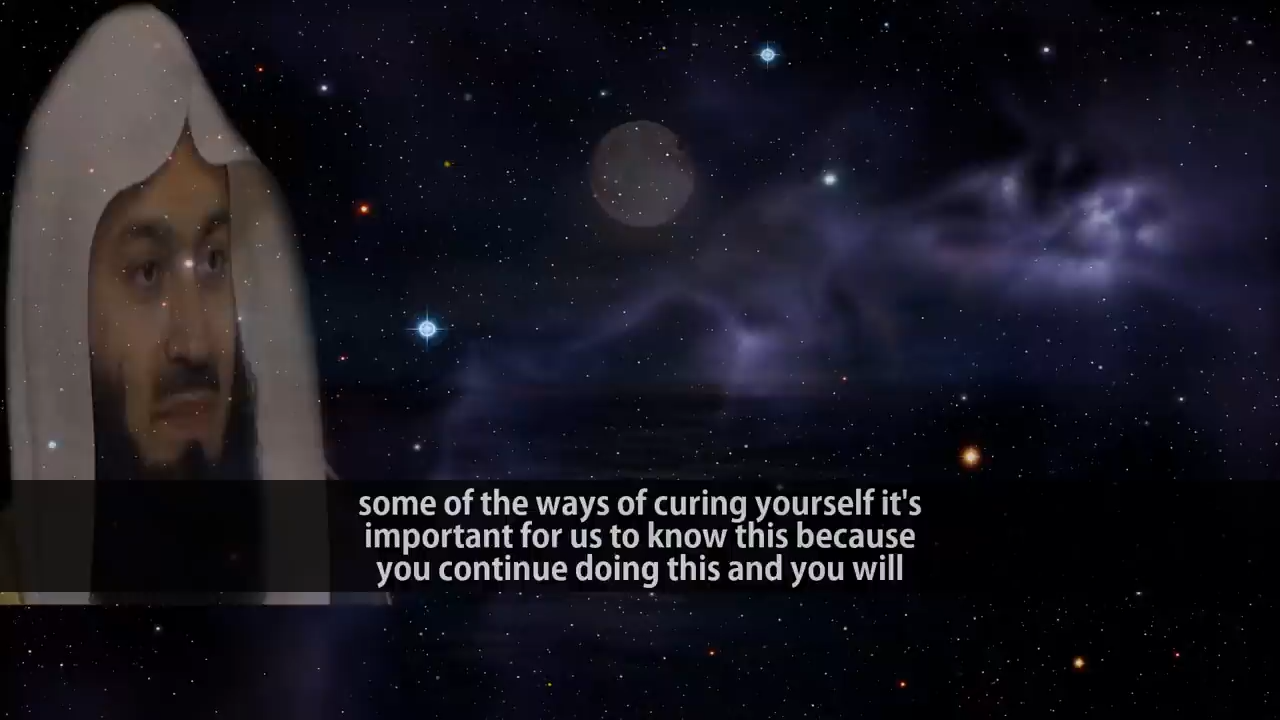 some of the ways of curing yourself it's
important for us to know this because
you continue doing this and you will